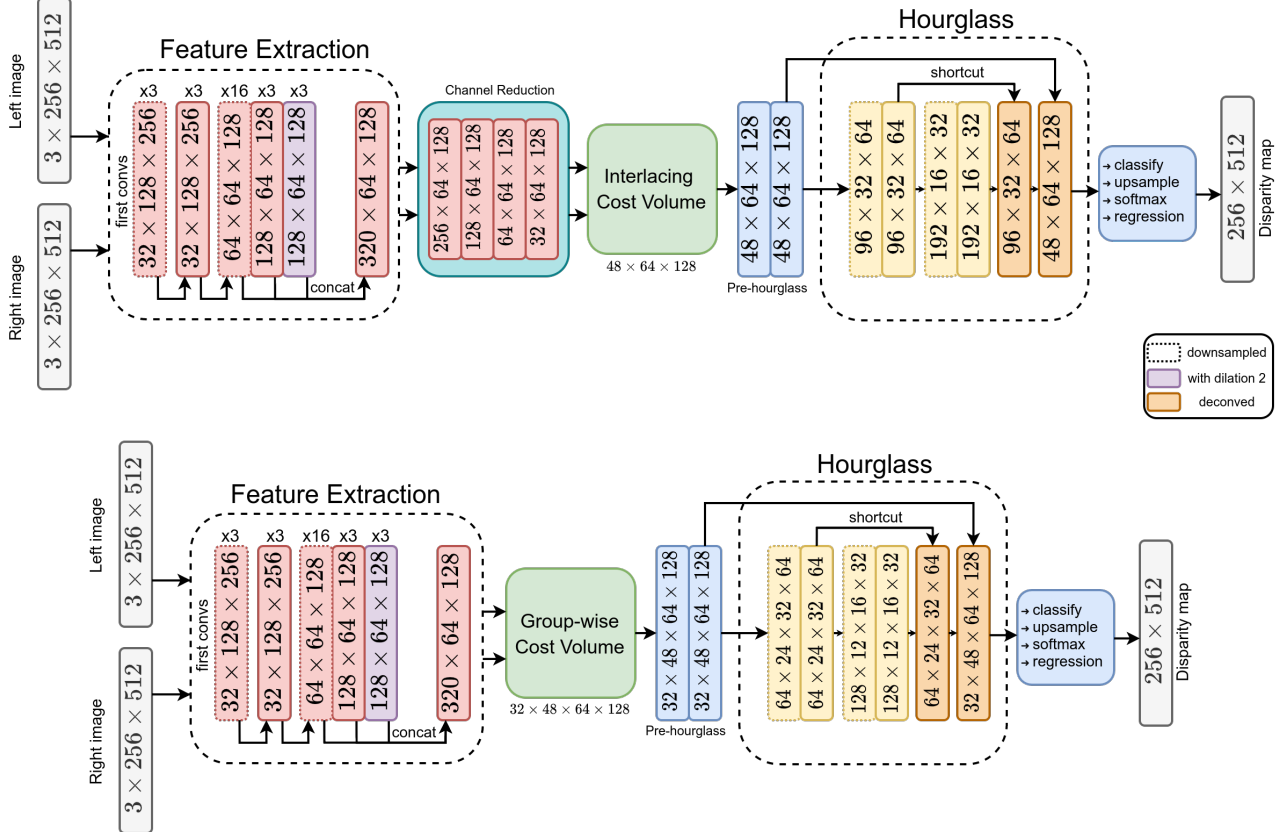 Left image
3 × 256 × 512
Right image
3 × 256 × 512
Feature Extraction
first convs
x3
32 × 128 × 256
x3
32 × 128 × 256
x16
64 × 64 × 128
x3
128 × 64 × 128
x3
128 × 64 × 128
concat
320 × 64 × 128
Channel Reduction
256 × 64 × 128
128 × 64 × 128
64 × 64 × 128
32 × 64 × 128
Interlacing
Cost Volume
48 × 64 × 128
48 × 64 × 128
48 × 64 × 128
Pre-hourglass
Hourglass
shortcut
96 × 32 × 64
96 × 32 × 64
192 × 16 × 32
192 × 16 × 32
96 × 32 × 64
48 × 64 × 128
➜ classify
➜ upsample
➜ softmax
➜ regression
256 × 512
Disparity map
downsampled
with dilation 2
deconved
Left image
3 × 256 × 512
Right image
3 × 256 × 512
Feature Extraction
first convs
x3
32 × 128 × 256
x3
32 × 128 × 256
x16
64 × 64 × 128
x3
128 × 64 × 128
x3
128 × 64 × 128
concat
320 × 64 × 128
Group-wise
Cost Volume
32 × 48 × 64 × 128
32 × 48 × 64 × 128
32 × 48 × 64 × 128
Pre-hourglass
Hourglass
shortcut
64 × 24 × 32 × 64
64 × 24 × 32 × 64
128 × 12 × 16 × 32
128 × 12 × 16 × 32
64 × 24 × 32 × 64
32 × 48 × 64 × 128
➜ classify
➜ upsample
➜ softmax
➜ regression
256 × 512
Disparity map